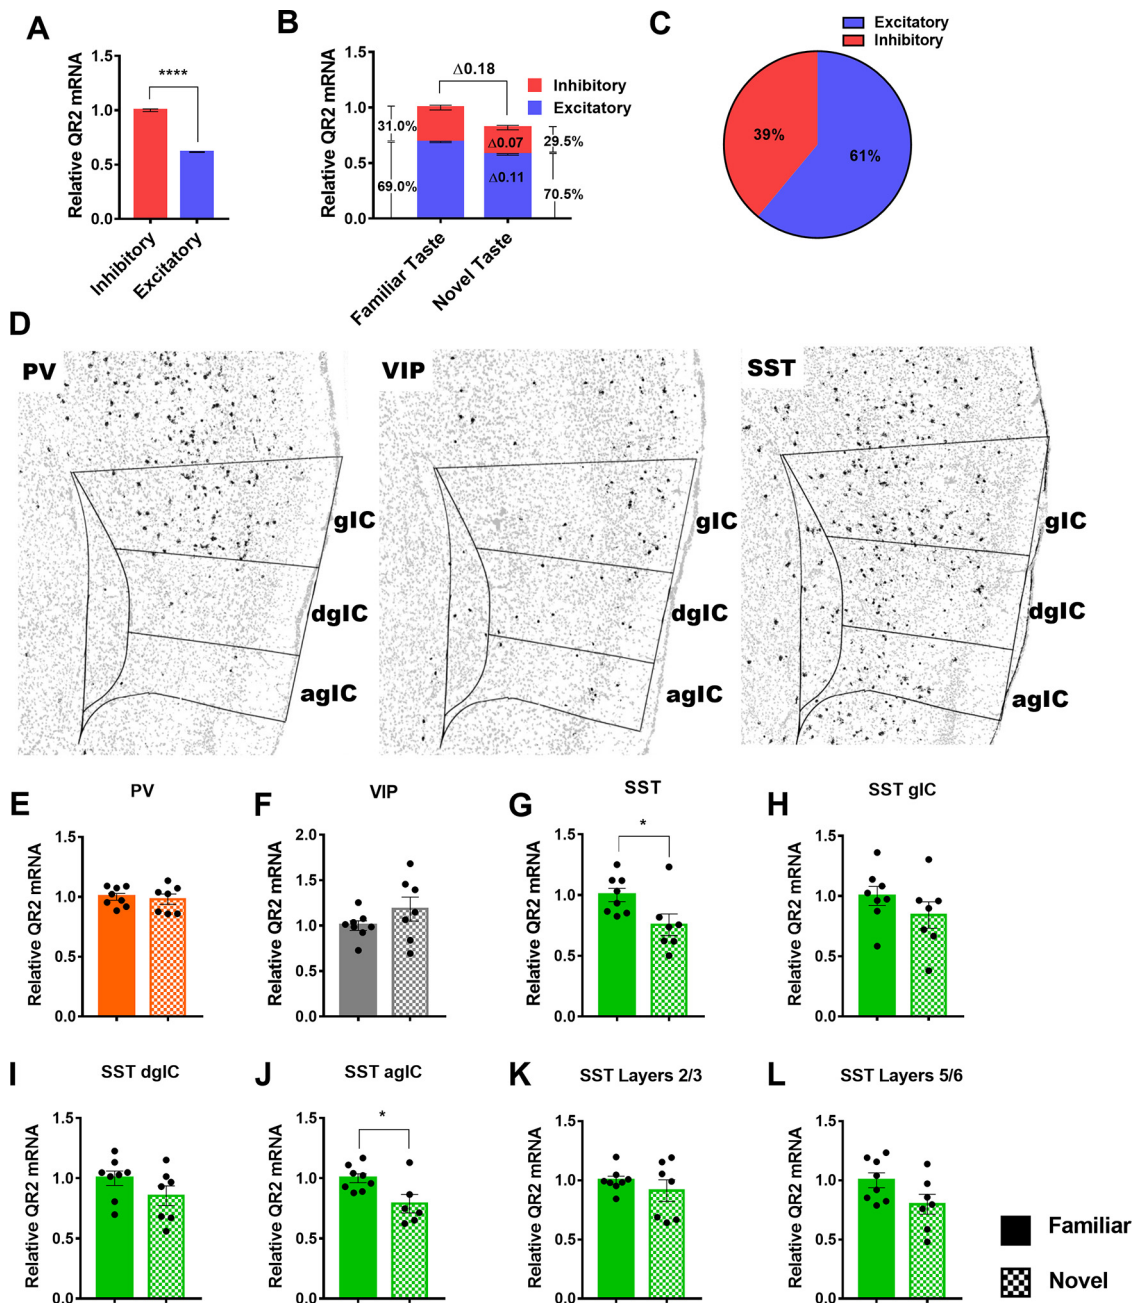 A
Relative QR2 mRNA
1.5
1.0
0.5
0.0
****
Inhibitory
Excitatory
B
Relative QR2 mRNA
1.5
1.0
0.5
0.0
Δ0.18
Inhibitory
Excitatory
31.0%
69.0%
Δ0.07
Δ0.11
29.5%
70.5%
Familiar Taste
Novel Taste
C
Excitatory
Inhibitory
39%
61%
D
PV
gIC
dgIC
agIC
VIP
gIC
dgIC
agIC
SST
gIC
dgIC
agIC
E
PV
Relative QR2 mRNA
1.5
1.0
0.5
0.0
F
VIP
Relative QR2 mRNA
2.0
1.5
1.0
0.5
0.0
G
SST
Relative QR2 mRNA
1.5
1.0
0.5
0.0
*
H
SST gIC
Relative QR2 mRNA
1.5
1.0
0.5
0.0
I
SST dgIC
Relative QR2 mRNA
1.5
1.0
0.5
0.0
J
SST agIC
Relative QR2 mRNA
1.5
1.0
0.5
0.0
*
K
SST Layers 2/3
Relative QR2 mRNA
1.5
1.0
0.5
0.0
L
SST Layers 5/6
Relative QR2 mRNA
1.5
1.0
0.5
0.0
Familiar
Novel